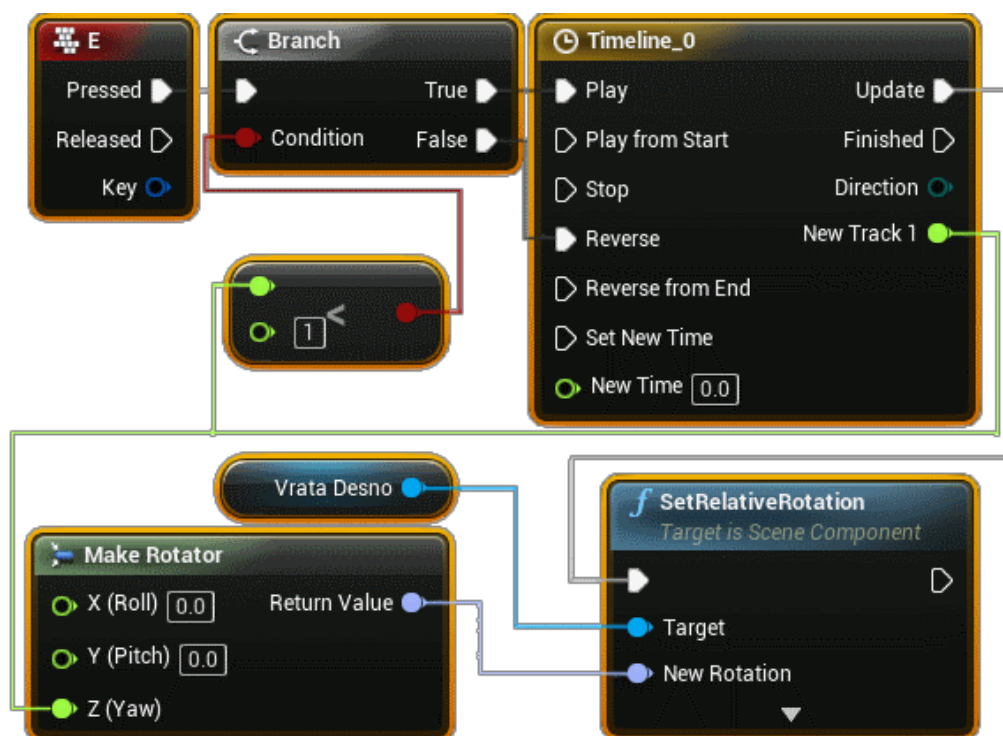 E
Pressed
Released
Key
Branch
True
Condition
False
Timeline_0
Play
Update
Play from Start
Finished
Stop
Direction
Reverse
New Track 1
Reverse from End
Set New Time
New Time 0.0
1 <
Vrata Desno
Make Rotator
X (Roll) 0.0
Return Value
Y (Pitch) 0.0
Z (Yaw)
f SetRelativeRotation
Target is Scene Component
Target
New Rotation